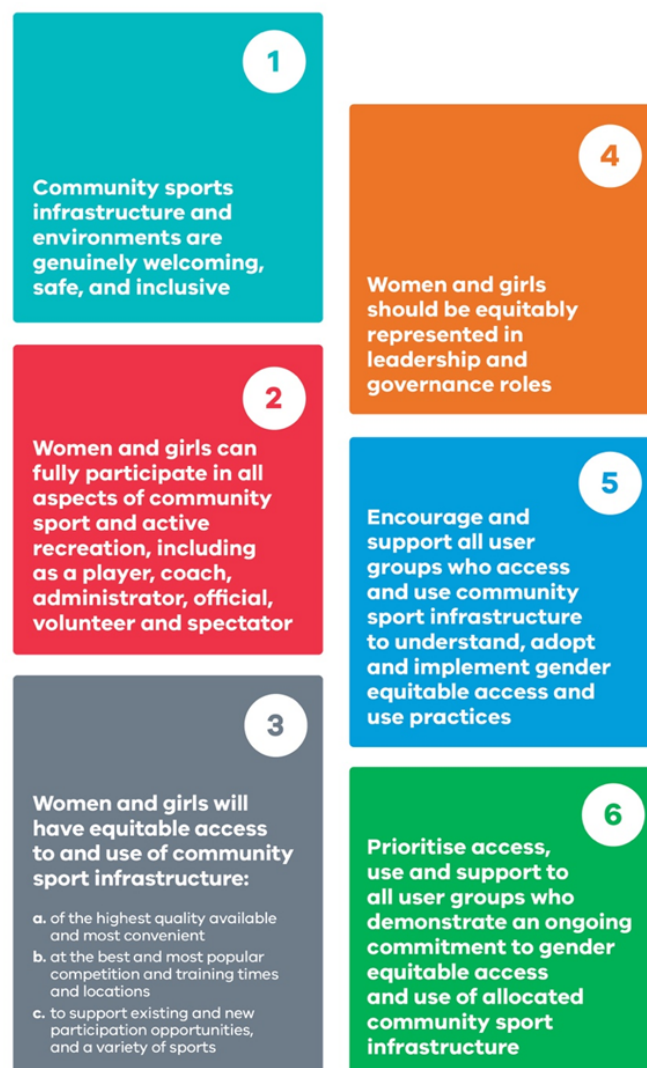 1
Community sports
infrastructure and
environments are
genuinely welcoming,
safe, and inclusive
2
Women and girls can
fully participate in all
aspects of community
sport and active
recreation, including
as a player, coach,
administrator, official,
volunteer and spectator
3
Women and girls will
have equitable access
to and use of community
sport infrastructure:
a. of the highest quality available
and most convenient
b. at the best and most popular
competition and training times
and locations
c. to support existing and new
participation opportunities,
and a variety of sports
4
Women and girls
should be equitably
represented in
leadership and
governance roles
5
Encourage and
support all user
groups who access
and use community
sport infrastructure
to understand, adopt
and implement gender
equitable access and
use practices
6
Prioritise access,
use and support to
all user groups who
demonstrate an ongoing
commitment to gender
equitable access
and use of allocated
community sport
infrastructure